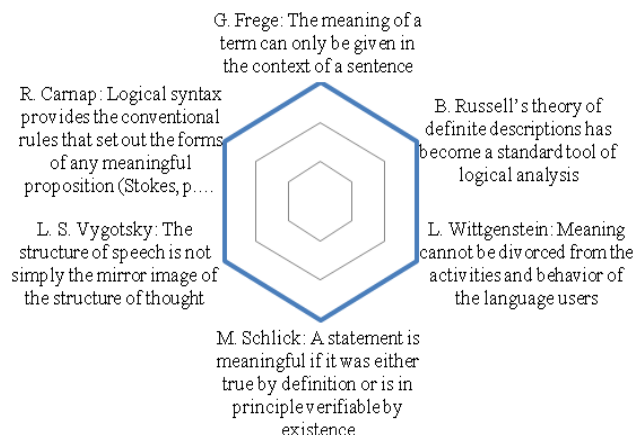 G. Frege: The meaning of a
term can only be given in
the context of a sentence
B. Russell's theory of
definite descriptions has
become a standard tool of
logical analysis
L. Wittgenstein: Meaning
cannot be divorced from the
activities and behavior of
the language users
M. Schlick: A statement is
meaningful if it was either
true by definition or is in
principle verifiable by
existence
L. S. Vygotsky: The
structure of speech is not
simply the mirror image of
the structure of thought
R. Carnap: Logical syntax
provides the conventional
rules that set out the forms
of any meaningful
proposition (Stokes, p....